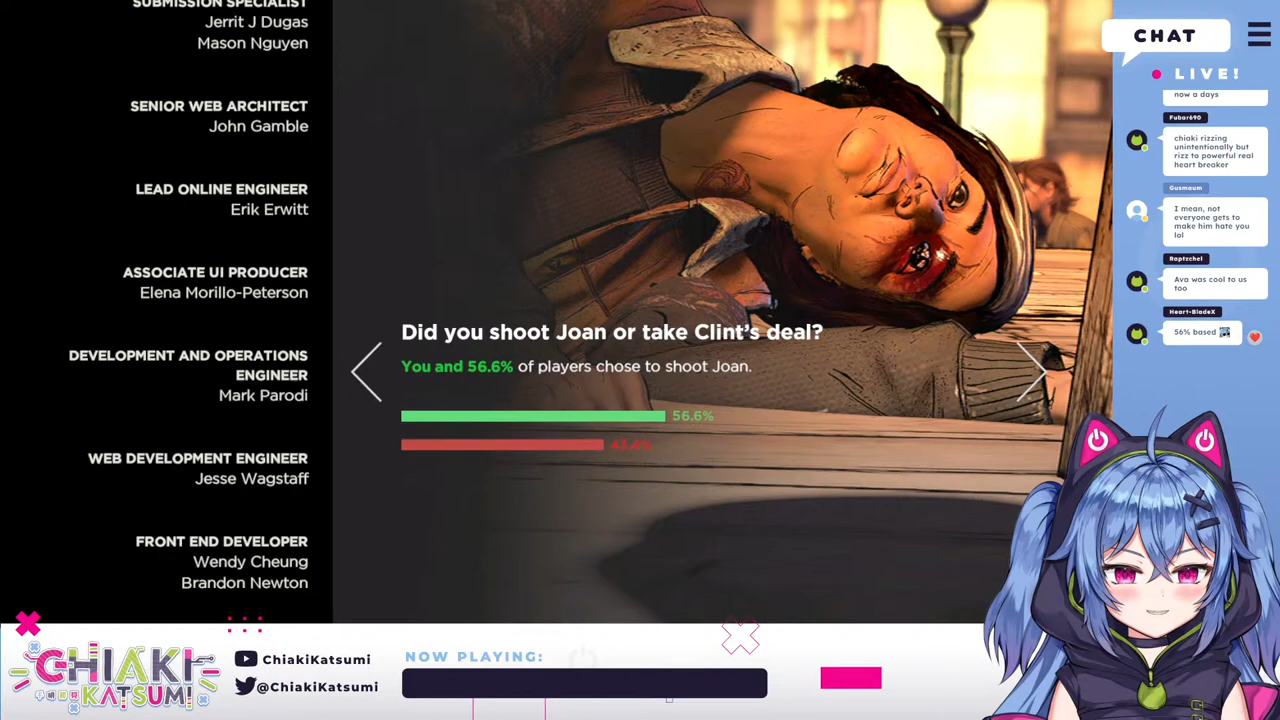 SUBMISSION SPECIALIST
Jerrit J Dugas
Mason Nguyen
SENIOR WEB ARCHITECT
John Gamble
LEAD ONLINE ENGINEER
Erik Erwitt
ASSOCIATE UI PRODUCER
Elena Morillo-Peterson
DEVELOPMENT AND OPERATIONS
ENGINEER
Mark Parodi
WEB DEVELOPMENT ENGINEER
Jesse Wagstaff
FRONT END DEVELOPER
Wendy Cheung
Brandon Newton
Did you shoot Joan or take Clint's deal?
You and 56.6% of players chose to shoot Joan.
56.6%
43.4%
CHAT
LIVE!
now a days
Fubar690
chiaki rizzing
unintentionally but
rizz to powerful real
heart breaker
Gusmaum
I mean, not
everyone gets to
make him hate you
lol
Raptzchel
Ava was cool to us
too
Heart-BladeX
56% based
CHIAKI
KATSUMI
ChiakiKatsumi
@ChiakiKatsumi
NOW PLAYING: